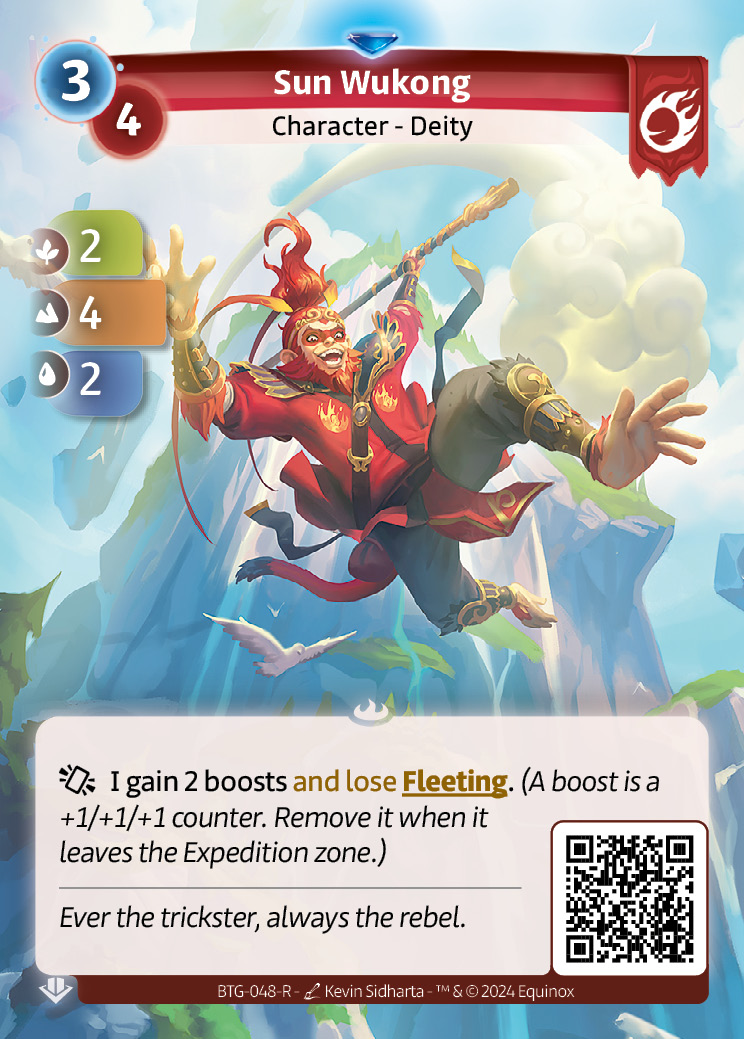 3
Sun Wukong
4
Character - Deity
2
4
2
I gain 2 boosts and lose Fleeting. (A boost is a
+1/+1/+1 counter. Remove it when it
leaves the Expedition zone.)
Ever the trickster, always the rebel.
BTG-048-R - Kevin Sidharta - ™ & © 2024 Equinox